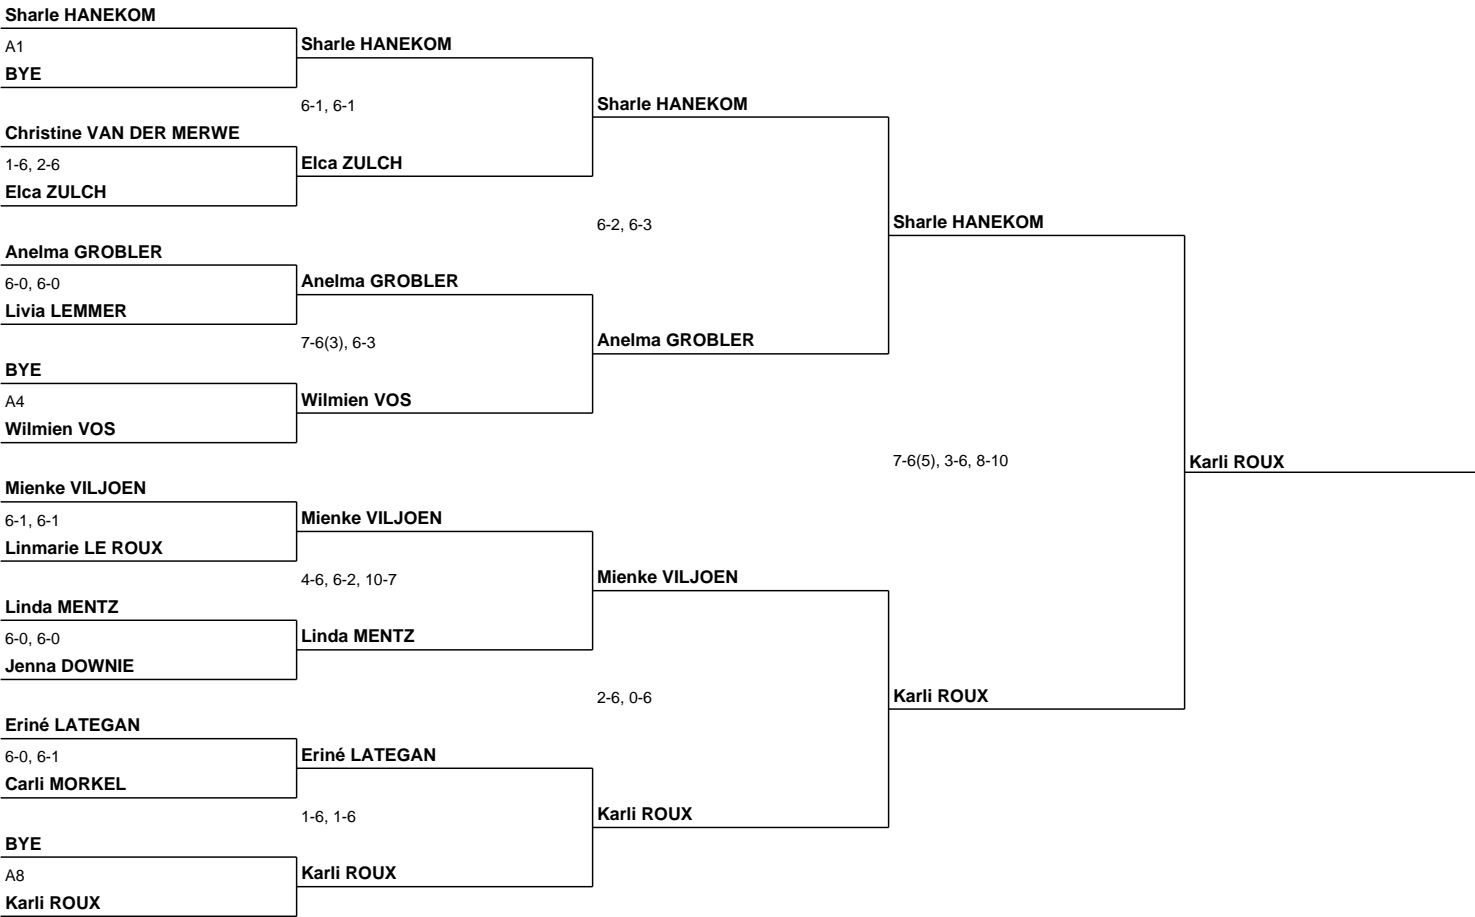 Sharle HANEKOM
A1
BYE
Christine VAN DER MERWE
1-6, 2-6
Elca ZULCH
Anelma GROBLER
6-0, 6-0
Livia LEMMER
BYE
A4
Wilmien VOS
Mienke VILJOEN
6-1, 6-1
Linmarie LE ROUX
Linda MENTZ
6-0, 6-0
Jenna DOWNIE
Eriné LATEGAN
6-0, 6-1
Carli MORKEL
BYE
A8
Karli ROUX
Sharle HANEKOM
6-1, 6-1
Elca ZULCH
Anelma GROBLER
7-6(3), 6-3
Wilmien VOS
Mienke VILJOEN
4-6, 6-2, 10-7
Linda MENTZ
Eriné LATEGAN
1-6, 1-6
Karli ROUX
Sharle HANEKOM
6-2, 6-3
Anelma GROBLER
Mienke VILJOEN
2-6, 0-6
Karli ROUX
Sharle HANEKOM
7-6(5), 3-6, 8-10
Karli ROUX
Karli ROUX